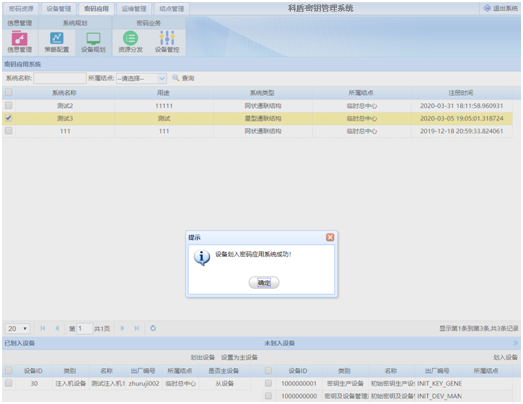 密码资源 设备管理 密码应用 运维管理 结点管理 科盾密钥管理系统 退出系统
信息管理 系统规划 密码业务
信息管理 策略配置 设备规划 资源分发 设备管控
密码应用系统
系统名称: 所属结点: --请选择-- 查询
系统名称 用途 系统类型 所属结点 注册时间
测试2 11111 网状通联结构 临时总中心 2020-03-31 18:11:58.960931
测试3 测试 星型通联结构 临时总中心 2020-03-05 19:05:01.318724
111 111 网状通联结构 临时总中心 2019-12-18 20:59:33.824061
提示
设备划入密码应用系统成功!
确定
20 第 1 共1页 显示第1条到第3条,共3条记录
已划入设备 未划入设备
划出设备 设置为主设备 划入设备
设备ID 类别 名称 出厂编号 所属结点 是否主设备 设备ID 类别 名称 出厂编号 所属结点
30 注入机设备 测试注入机1 zhuruji002 临时总中心 从设备 1000000001 密钥生产设备 初始密钥生产设 INIT_KEY_GENE
1000000000 密钥及设备管理 初始密钥及设备 INIT_DEV_MAN